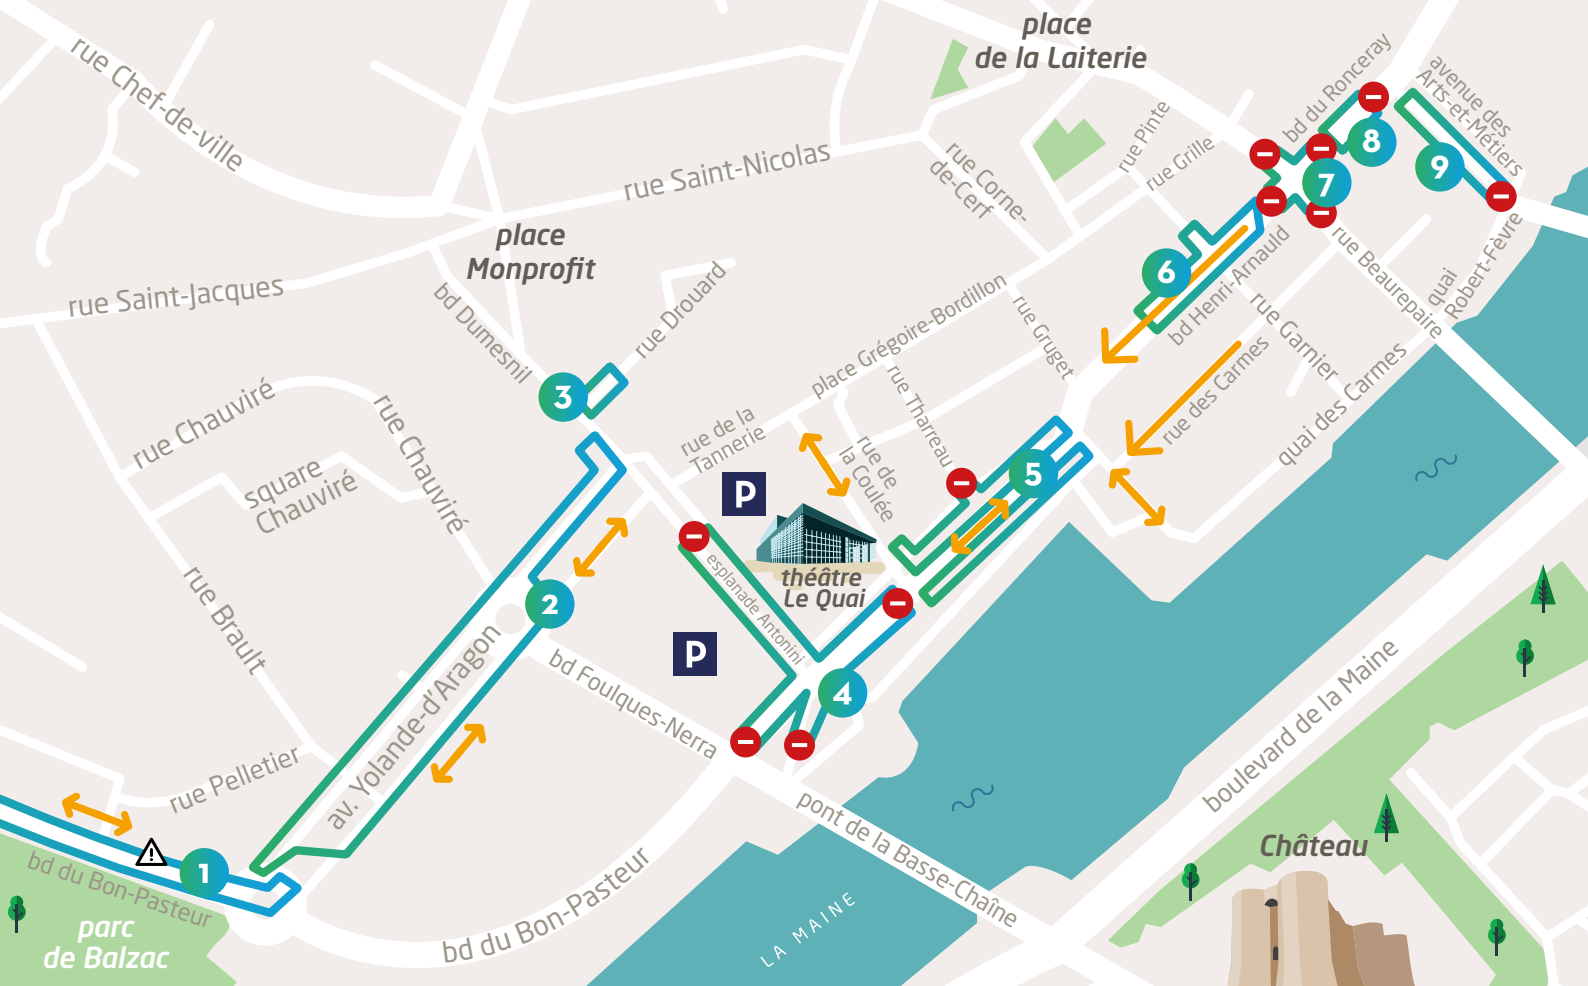 place
de la Laiterie
rue Chef-de-ville
bd du Ronceray
avenue des
Arts-et-Métiers
8
9
7
rue Pinte
rue Grille
rue Corne-
de-Cerf
rue Saint-Nicolas
place
Monprofit
rue Saint-Jacques
bd Dumesnil
rue Drouard
6
bd Henri-Arnauld
rue Beaurepaire
quai
Robert-Fèvre
place Grégoire-Bordillon
rue Gruget
rue Garnier
rue des Carmes
quai des Carmes
3
rue Chauviré
rue Chauviré
square
Chauviré
rue de la
Tannerie
rue Tharreau
rue de
la Coulée
5
P
théâtre
Le Quai
esplanade Antonini
2
P
rue Brault
av. Yolande-d'Aragon
bd Foulques-Nerra
4
boulevard de la Maine
rue Pelletier
!
1
bd du Bon-Pasteur
parc
de Balzac
bd du Bon-Pasteur
pont de la Basse-Chaîne
LA MAINE
Château